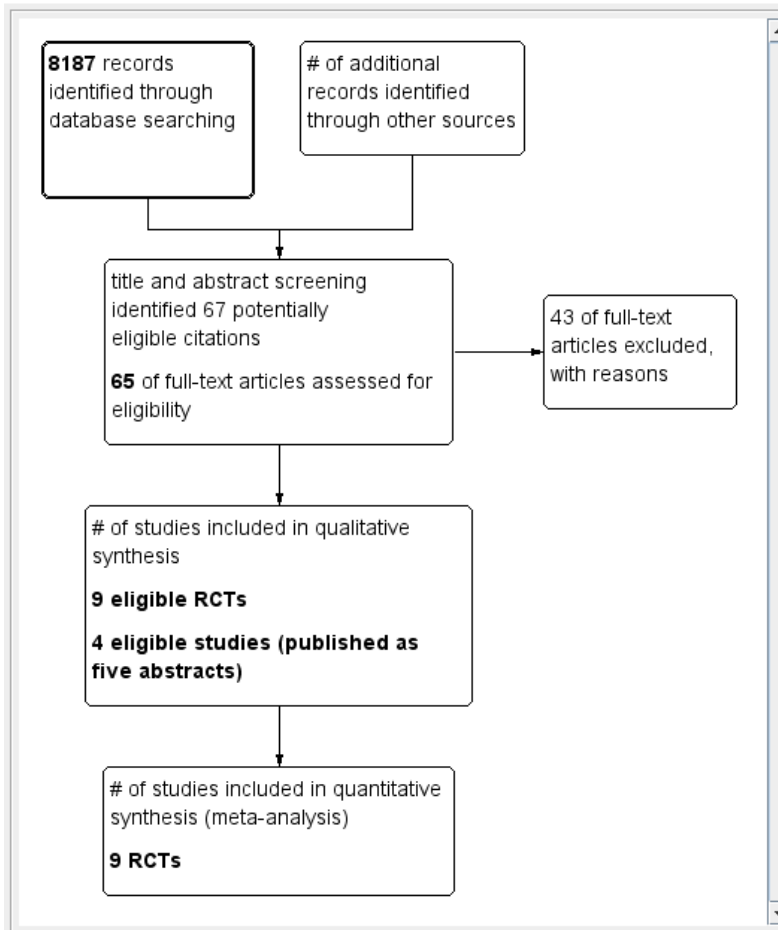 8187 records
identified through
database searching
# of additional
records identified
through other sources
title and abstract screening
identified 67 potentially
eligible citations
65 of full-text articles assessed for
eligibility
43 of full-text
articles excluded,
with reasons
# of studies included in qualitative
synthesis
9 eligible RCTs
4 eligible studies (published as
five abstracts)
# of studies included in quantitative
synthesis (meta-analysis)
9 RCTs